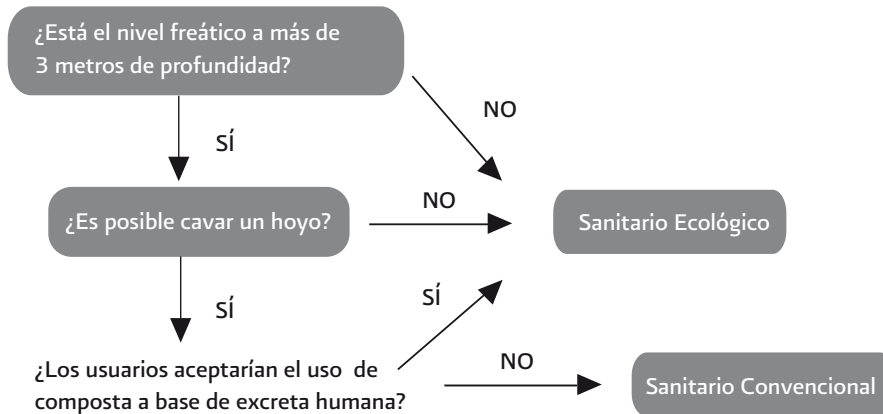 ¿Está el nivel freático a más de
3 metros de profundidad?
NO
SÍ
¿Es posible cavar un hoyo?
NO
Sanitario Ecológico
SÍ
SÍ
¿Los usuarios aceptarían el uso de
composta a base de excreta humana?
NO
Sanitario Convencional